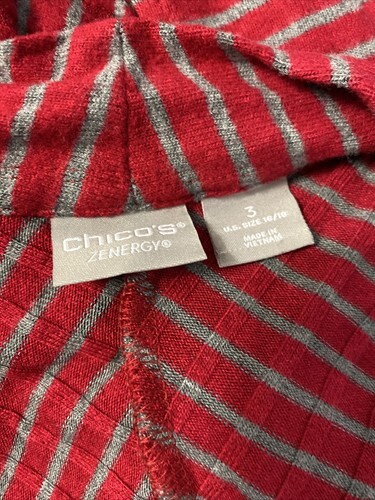 chico's®
ZENERGY®
3
U.S. SIZE 16/18
MADE IN
VIETNAM